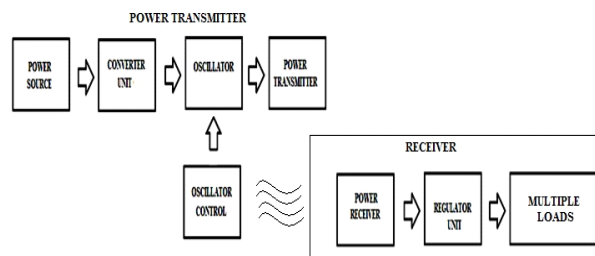 POWER TRANSMITTER
POWER
SOURCE
CONVERTER
UNIT
OSCILLATOR
POWER
TRANSMITTER
OSCILLATOR
CONTROL
RECEIVER
POWER
RECEIVER
REGULATOR
UNIT
MULTIPLE
LOADS